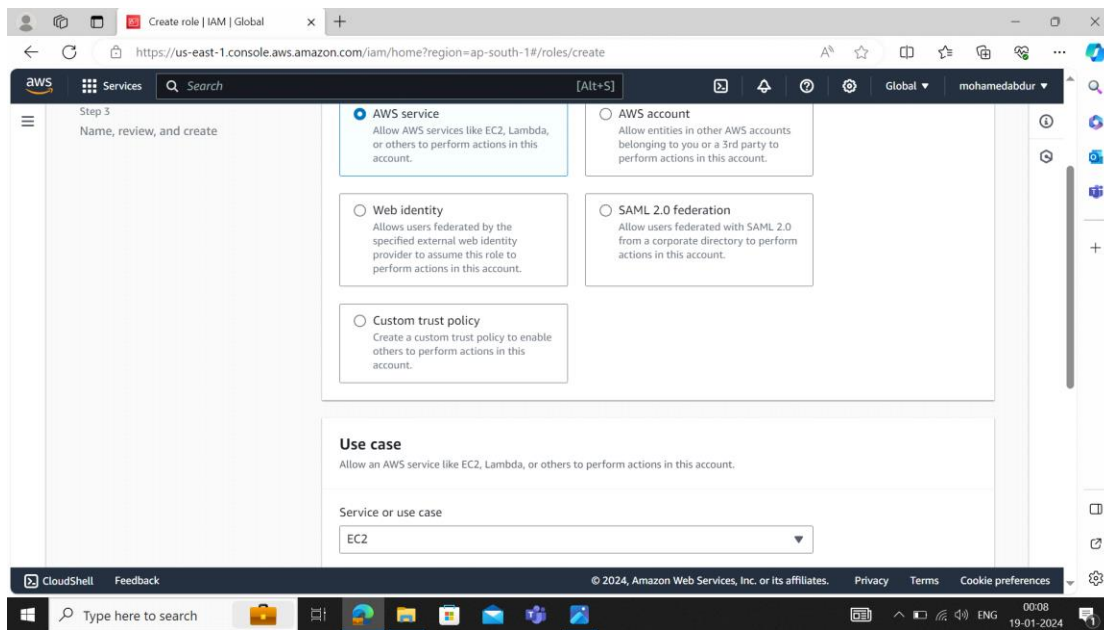 Create role | IAM | Global
https://us-east-1.console.aws.amazon.com/iam/home?region=ap-south-1#/roles/create
aws
Services
Search
[Alt+S]
Global
mohamedabdur
Step 3
Name, review, and create
AWS service
Allow AWS services like EC2, Lambda,
or others to perform actions in this
account.
AWS account
Allow entities in other AWS accounts
belonging to you or a 3rd party to
perform actions in this account.
Web identity
Allows users federated by the
specified external web identity
provider to assume this role to
perform actions in this account.
SAML 2.0 federation
Allow users federated with SAML 2.0
from a corporate directory to perform
actions in this account.
Custom trust policy
Create a custom trust policy to enable
others to perform actions in this
account.
Use case
Allow an AWS service like EC2, Lambda, or others to perform actions in this account.
Service or use case
EC2
CloudShell
Feedback
© 2024, Amazon Web Services, Inc. or its affiliates.
Privacy
Terms
Cookie preferences
Type here to search
ENG
00:08
19-01-2024
1